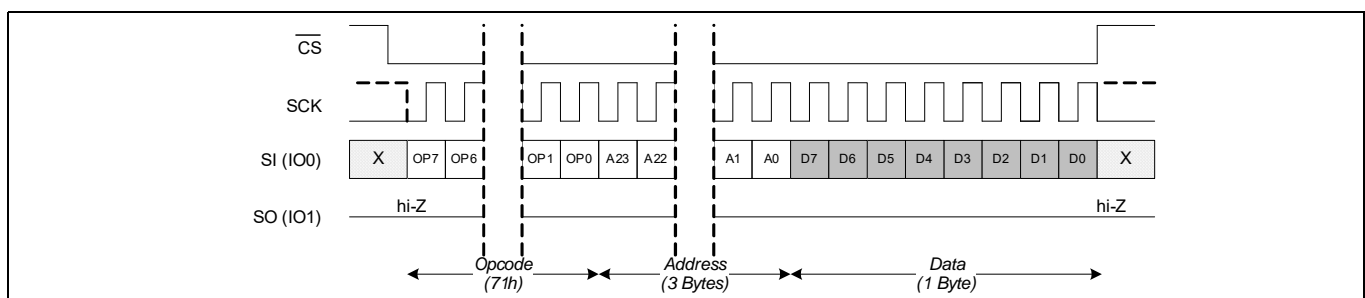 CS
SCK
SI (IO0) X OP7 OP6 OP1 OP0 A23 A22 A1 A0 D7 D6 D5 D4 D3 D2 D1 D0 X
hi-Z hi-Z
SO (IO1)
Opcode Address Data
(71h) (3 Bytes) (1 Byte)